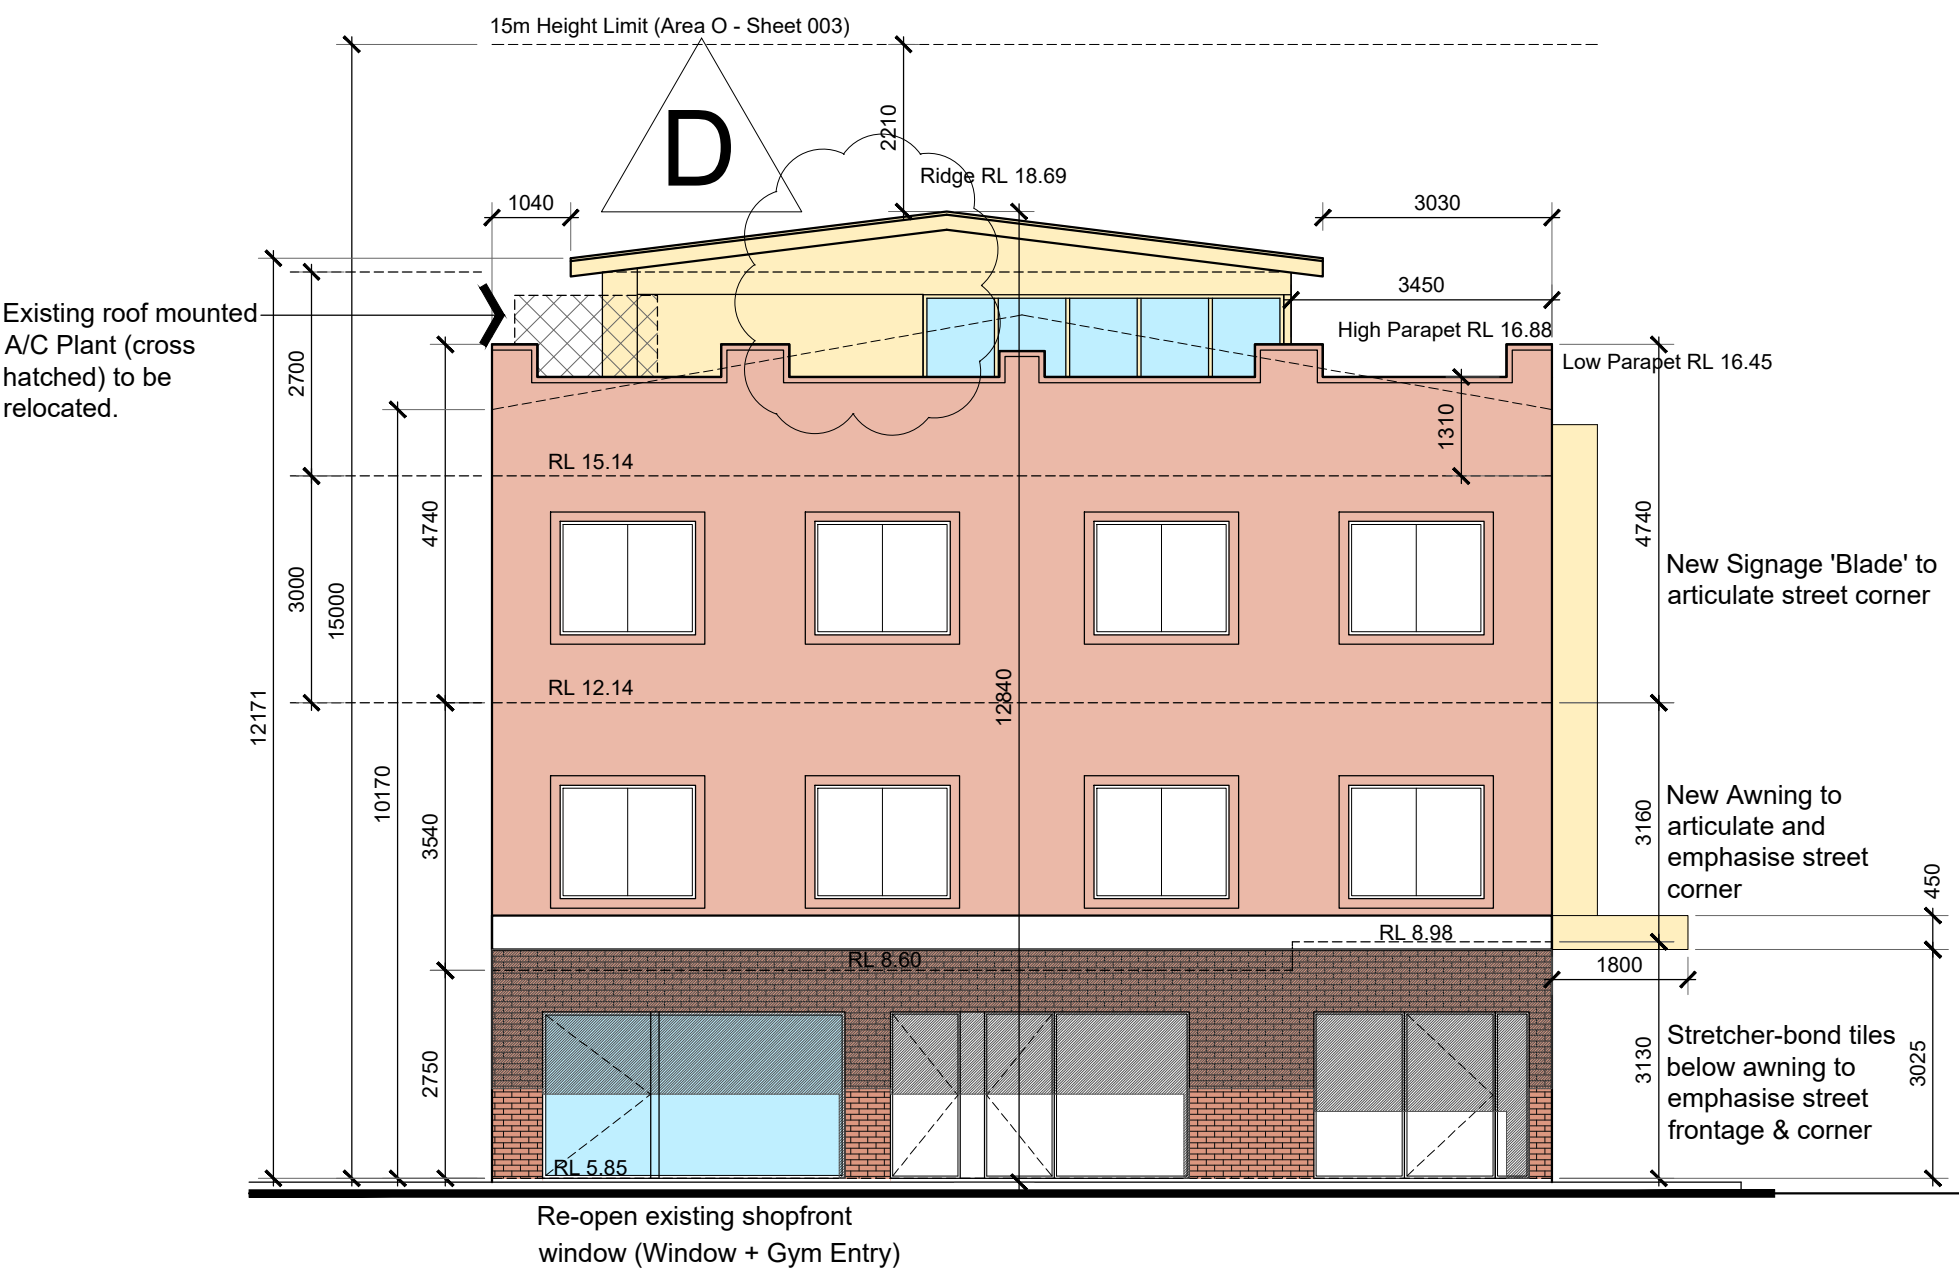 15m Height Limit (Area O - Sheet 003)
D
2210
Ridge RL 18.69
1040
3030
3450
Existing roof mounted
A/C Plant (cross
hatched) to be
relocated.
High Parapet RL 16.88
Low Parapet RL 16.45
2700
1310
RL 15.14
4740
4740
3000
15000
New Signage 'Blade' to
articulate street corner
RL 12.14
12840
12171
10170
3540
3160
New Awning to
articulate and
emphasise street
corner
450
RL 8.98
RL 8.60
1800
2750
3130
3025
Stretcher-bond tiles
below awning to
emphasise street
frontage & corner
RL 5.85
Re-open existing shopfront
window (Window + Gym Entry)